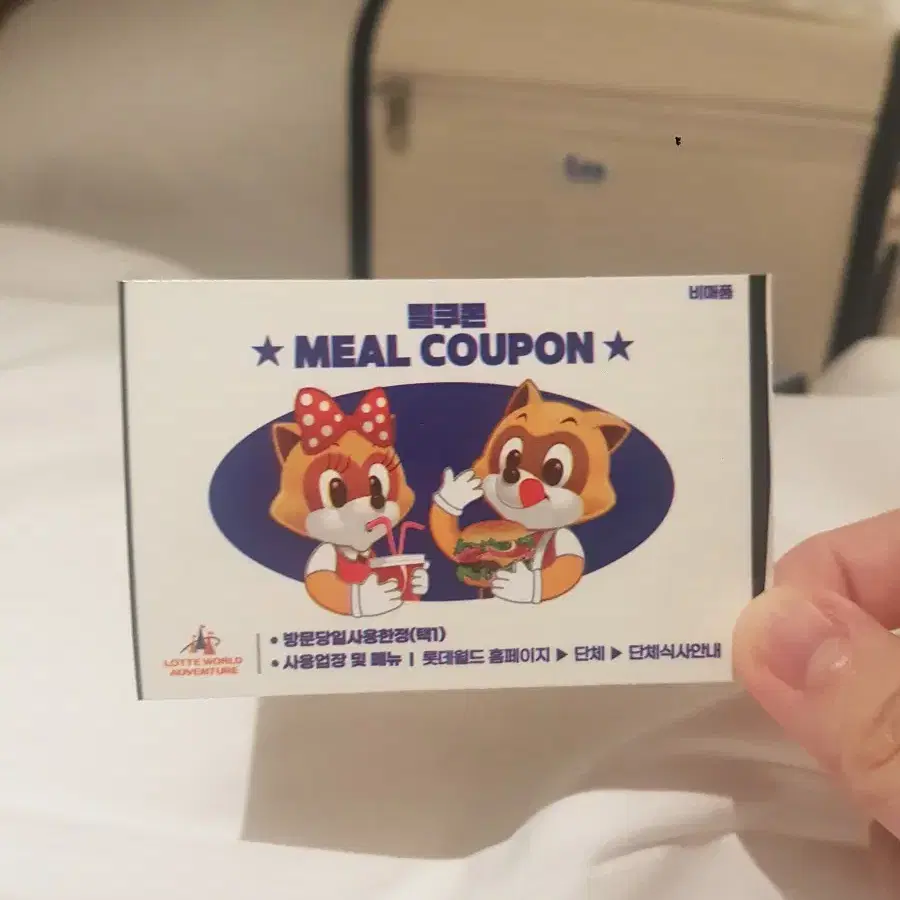 비매품
밀쿠폰
★ MEAL COUPON ★
• 방문당일사용한정(택1)
• 사용업장 및 메뉴 | 롯데월드 홈페이지 ▶ 단체 ▶ 단체식사안내
LOTTE WORLD
ADVENTURE